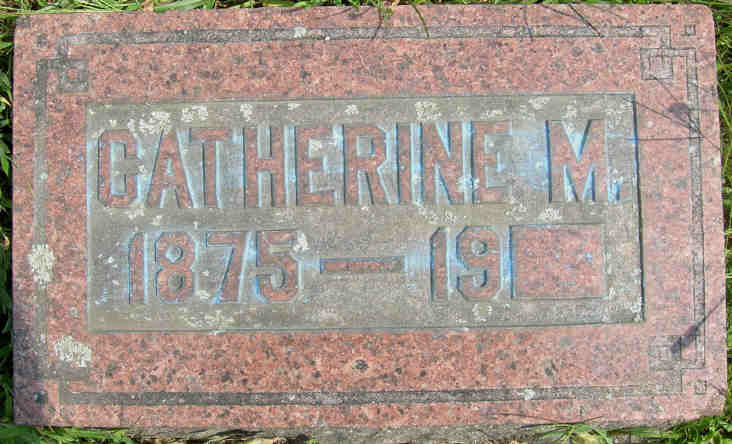 CATHERINE M.
1875 — 19